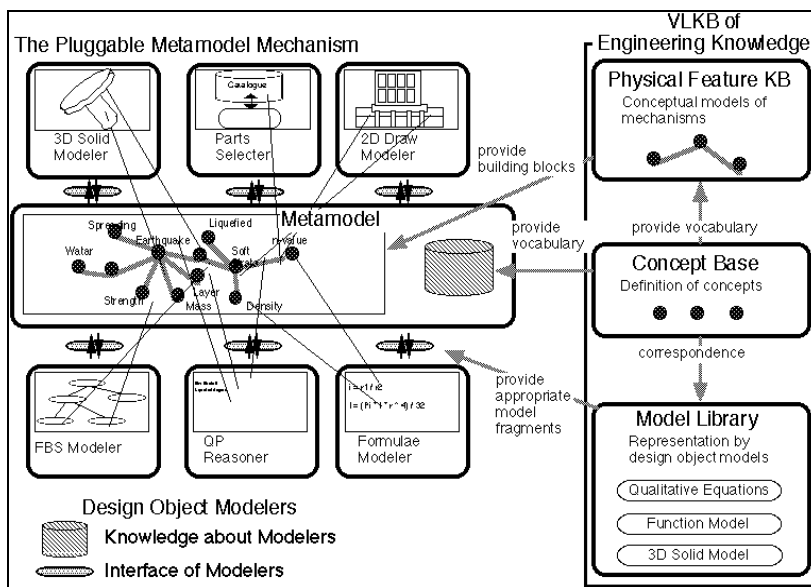 The Pluggable Metamodel Mechanism
VLKB of
Engineering Knowledge
3D Solid
Modeler
Catalogue
Parts
Selecter
2D Draw
Modeler
Physical Feature KB
Conceptual models of
mechanisms
provide
building blocks
Metamodel
Spreading
Liquefied
Earthquake
n-value
Watar
Soft
Strength
Layer
Mass
Density
provide
vocabulary
provide vocabulary
Concept Base
Definition of concepts
correspondence
FBS Modeler
QP
Reasoner
i = r1 / r2
Formulae
Modeler
provide
appropriate
model
fragments
Model Library
Representation by
design object models
Qualitative Equations
Function Model
3D Solid Model
Design Object Modelers
Knowledge about Modelers
Interface of Modelers